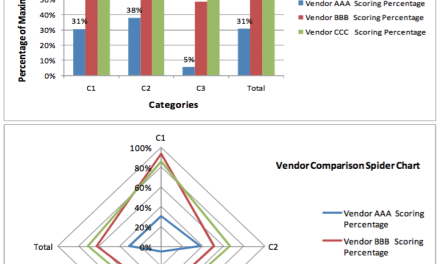 Vendor AAA Scoring Percentage
38%
Vendor BBB Scoring Percentage
40%
31%
31%
Vendor CCC Scoring Percentage
30%
20%
5%
10%
0%
C1 C2 C3 Total
Percentage of Maxin
Categories
C1
100%
80%
Vendor Comparison Spider Chart
60%
40%
Vendor AAA Scoring
Percentage
20%
Vendor BBB Scoring
Percentage
Total
0%
C2